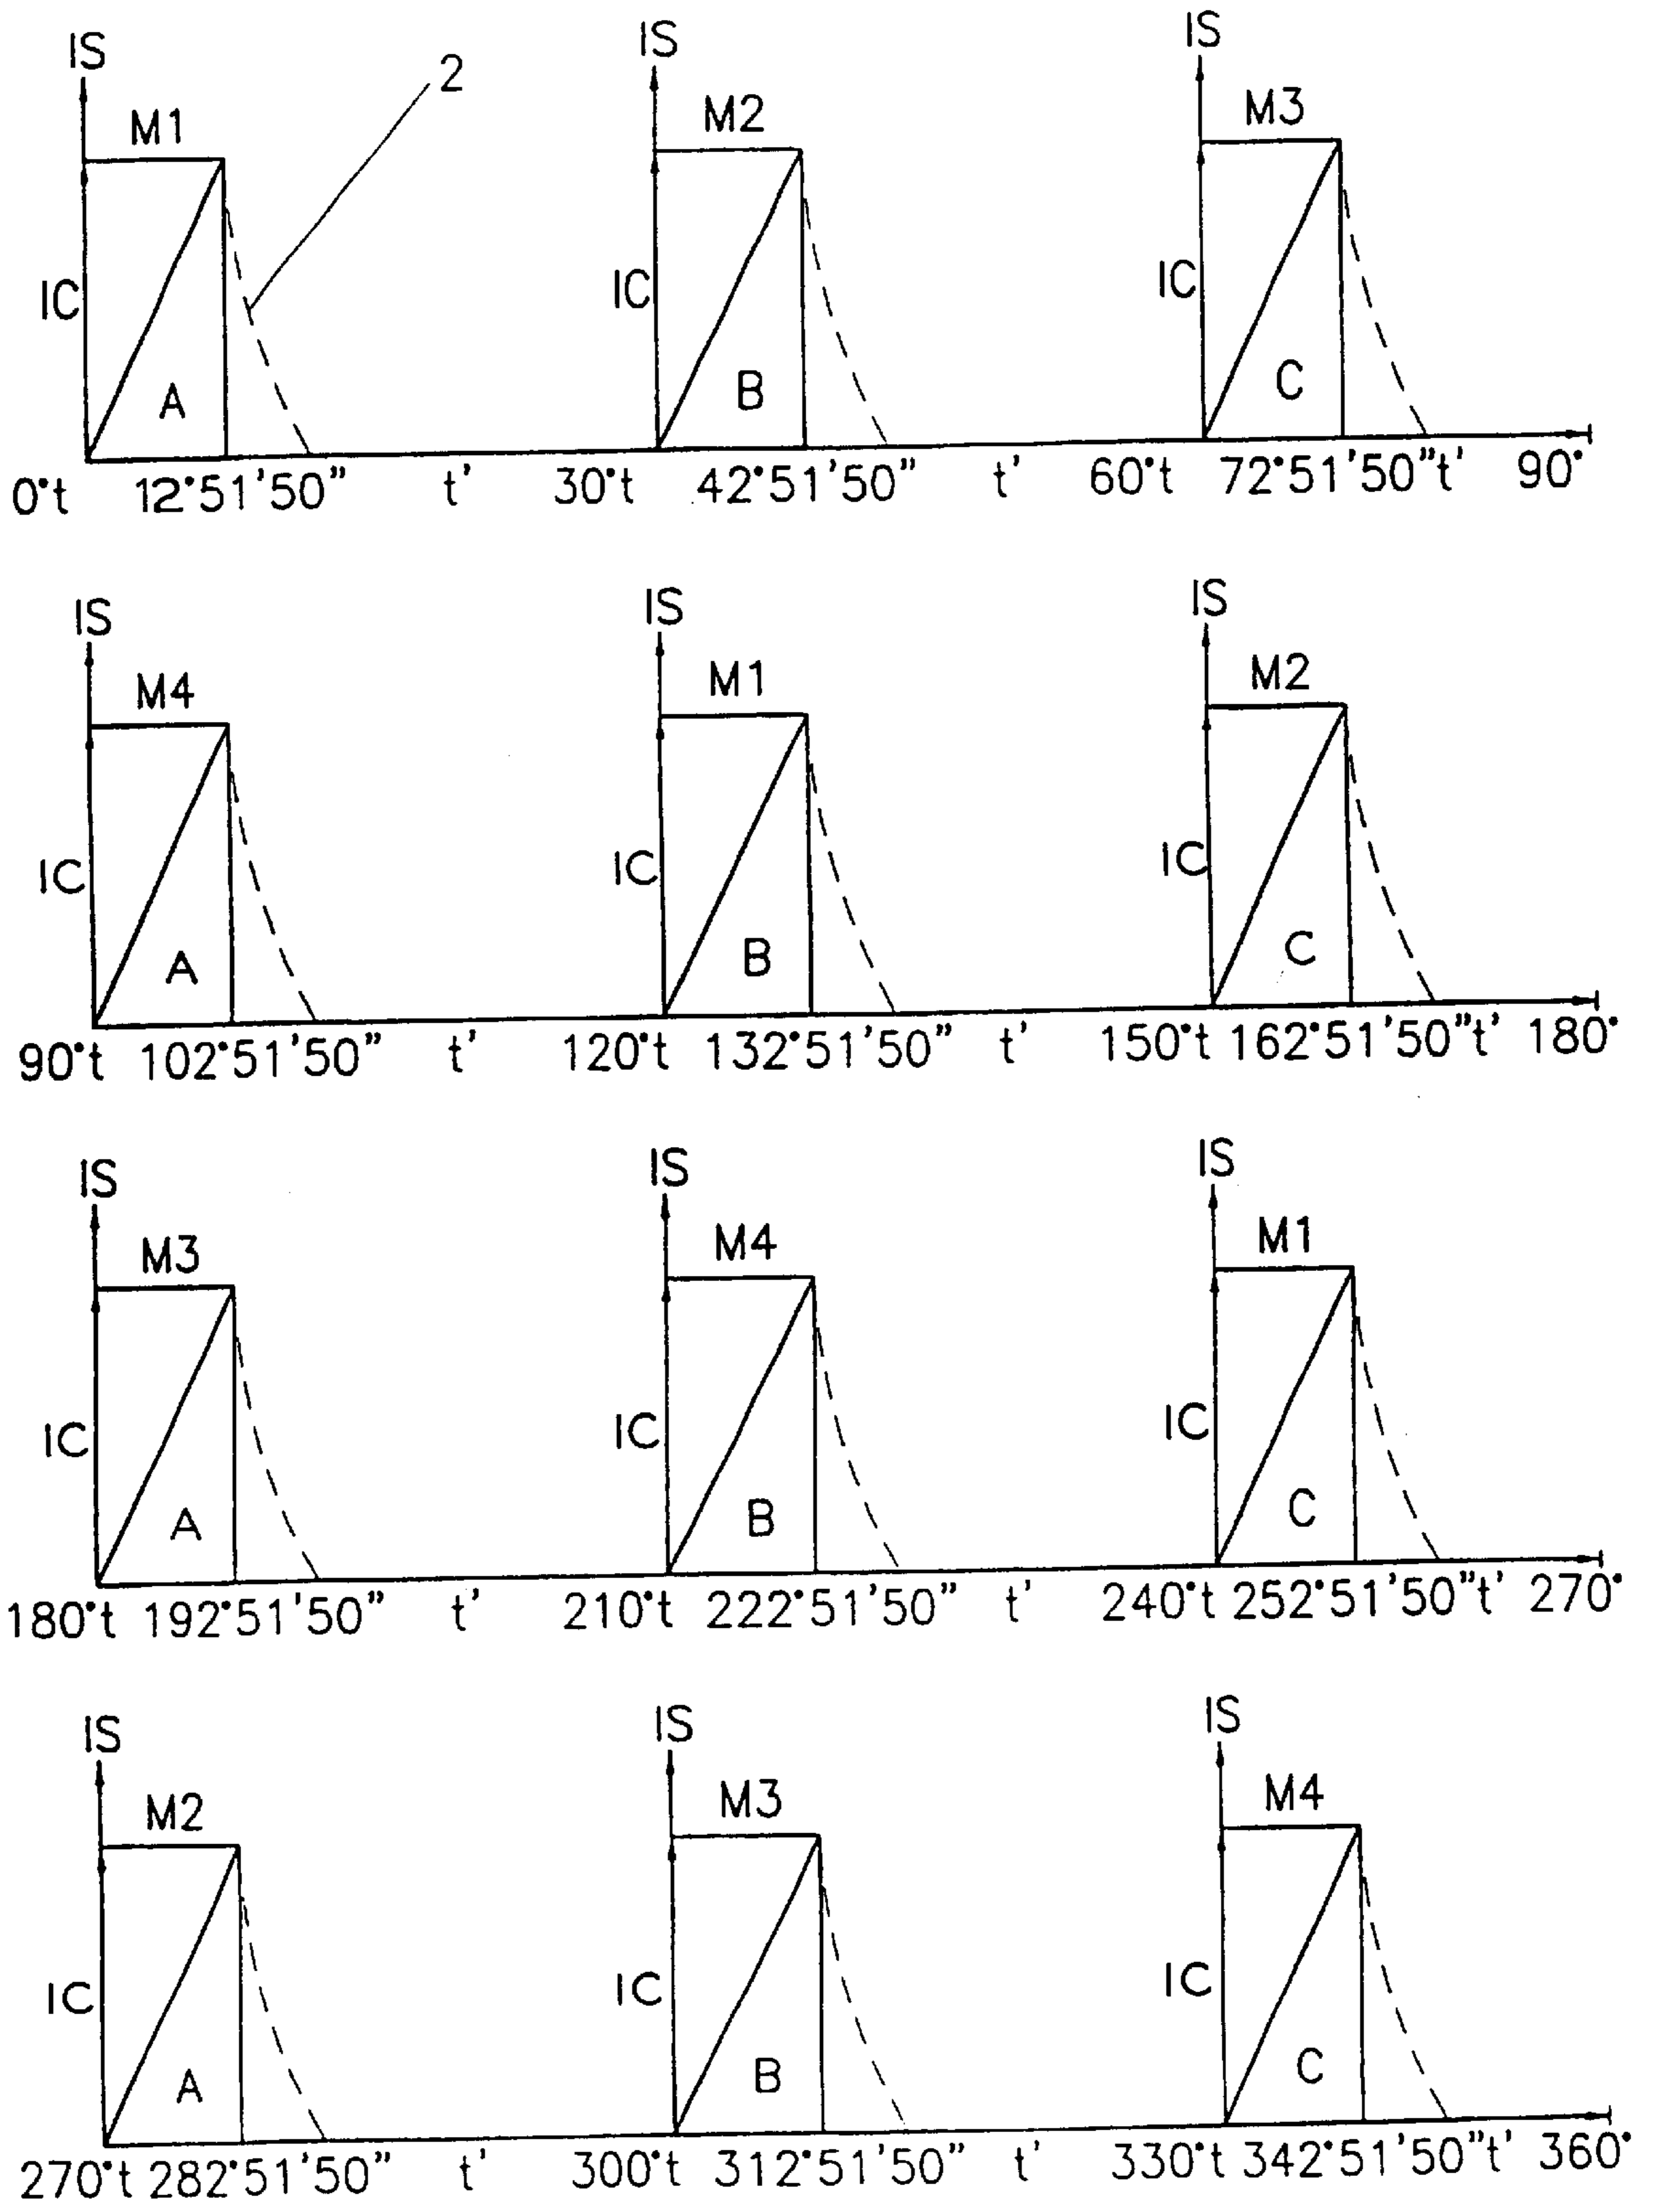 IS IS IS
2
M1 M2 M3
IC IC IC
A B C
0°t 12°51'50" t' 30°t 42°51'50" t' 60°t 72°51'50"t' 90°
IS IS IS
M4 M1 M2
IC IC IC
A B C
90°t 102°51'50" t' 120°t 132°51'50" t' 150°t 162°51'50"t' 180°
IS IS IS
M3 M4 M1
IC IC IC
A B C
180°t 192°51'50" t' 210°t 222°51'50" t' 240°t 252°51'50"t' 270°
IS IS IS
M2 M3 M4
IC IC IC
A B C
270°t 282°51'50" t' 300°t 312°51'50" t' 330°t 342°51'50"t' 360°